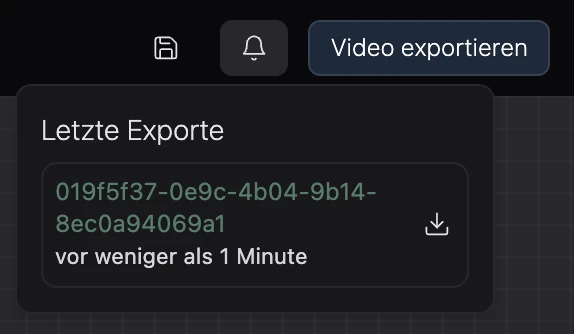 Video exportieren
Letzte Exporte
019f5f37-0e9c-4b04-9b14-
8ec0a94069a1
vor weniger als 1 Minute